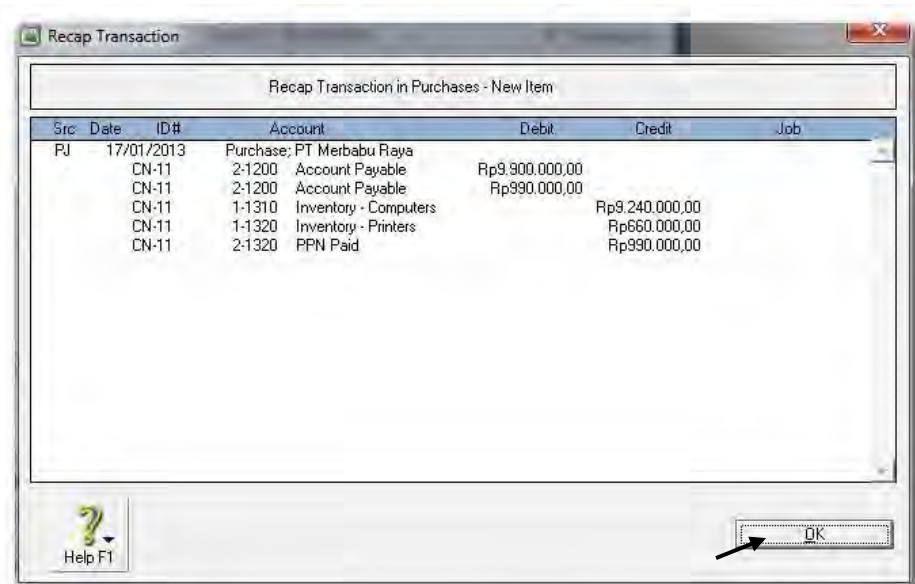 Recap Transaction
Recap Transaction in Purchases - New Item
Src Date ID# Account Debit Credit Job
PJ 17/01/2013 Purchase; PT Merbabu Raya
CN-11 2-1200 Account Payable Rp9.900.000,00
CN-11 2-1200 Account Payable Rp990.000,00
CN-11 1-1310 Inventory - Computers Rp9.240.000,00
CN-11 1-1320 Inventory - Printers Rp660.000,00
CN-11 2-1320 PPN Paid Rp990.000,00
Help F1
OK